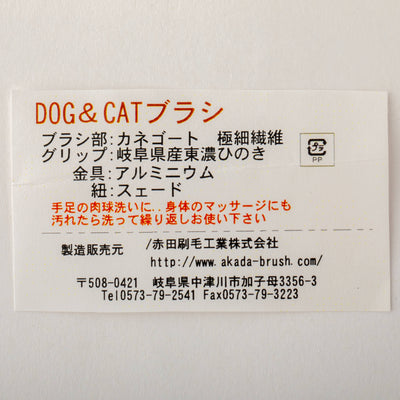 DOG＆CATブラシ
ブラシ部：カネゴート　極細繊維
グリップ：岐阜県産東濃ひのき
金具：アルミニウム
紐：スェード
プラ
PP
手足の肉球洗いに．．身体のマッサージにも
汚れたら洗って繰り返しお使い下さい
製造販売元　/赤田刷毛工業株式会社
http://www.akada-brush.com/
〒508-0421　岐阜県中津川市加子母3356-3
Tel0573-79-2541 Fax0573-79-3223